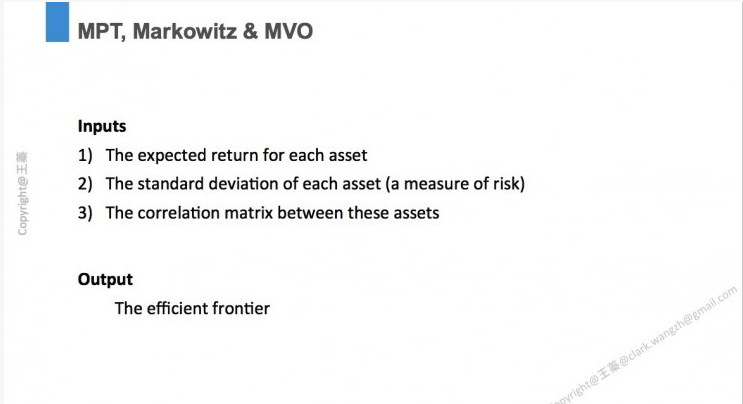 MPT, Markowitz & MVO
Inputs
1) The expected return for each asset
2) The standard deviation of each asset (a measure of risk)
3) The correlation matrix between these assets
Output
The efficient frontier
Copyright@王蓁
pyright@王蓁@clark.wangzh@gmail.com